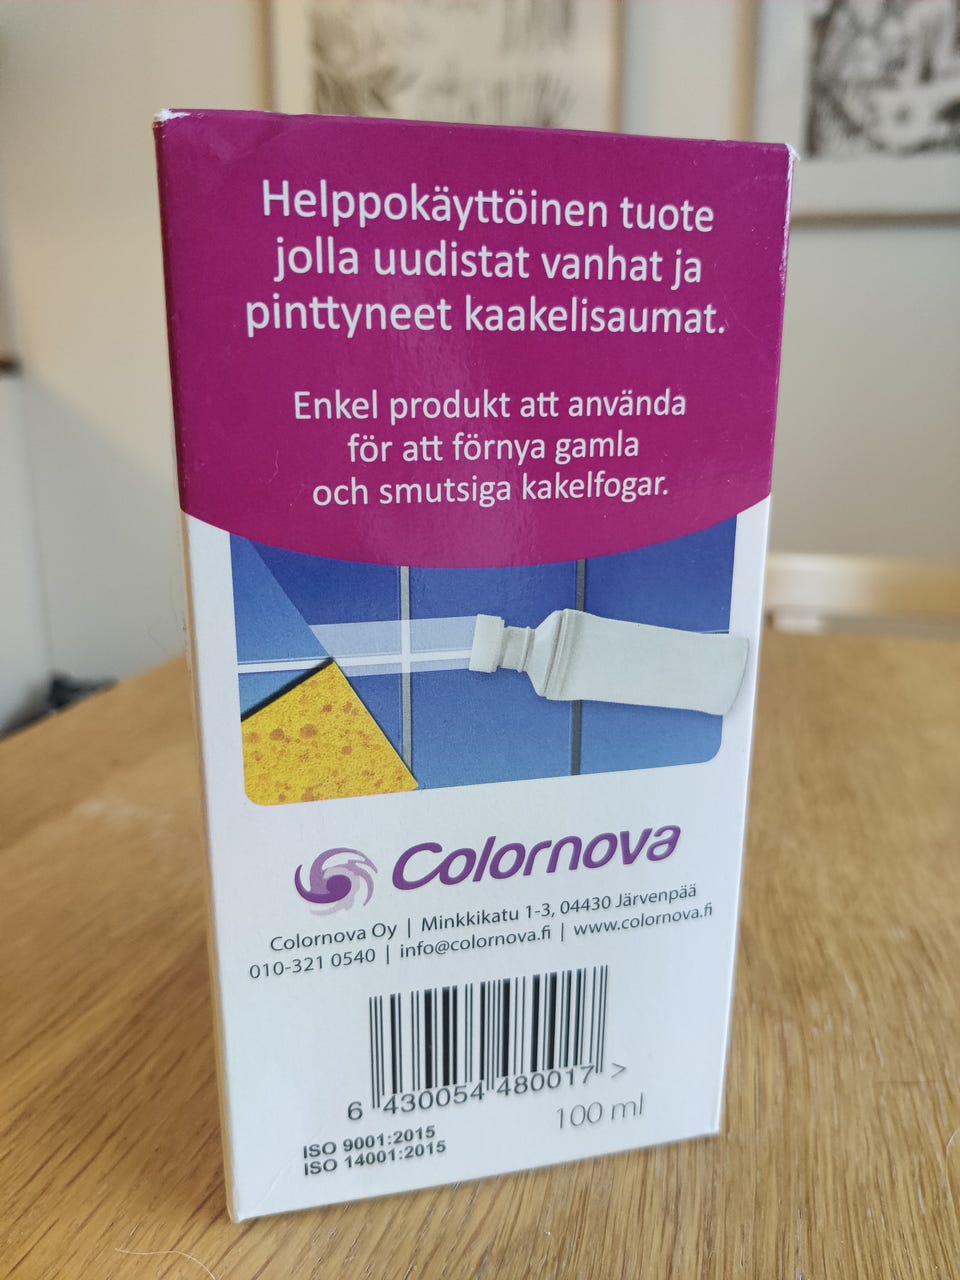 Helppokäyttöinen tuote
jolla uudistat vanhat ja
pinttyneet kaakelisaumat.
Enkel produkt att använda
för att förnya gamla
och smutsiga kakelfogar.
Colornova
Colornova Oy | Minkkikatu 1-3, 04430 Järvenpää
010-321 0540 | info@colornova.fi | www.colornova.fi
6 430054 480017 >
100 ml
ISO 9001:2015
ISO 14001:2015